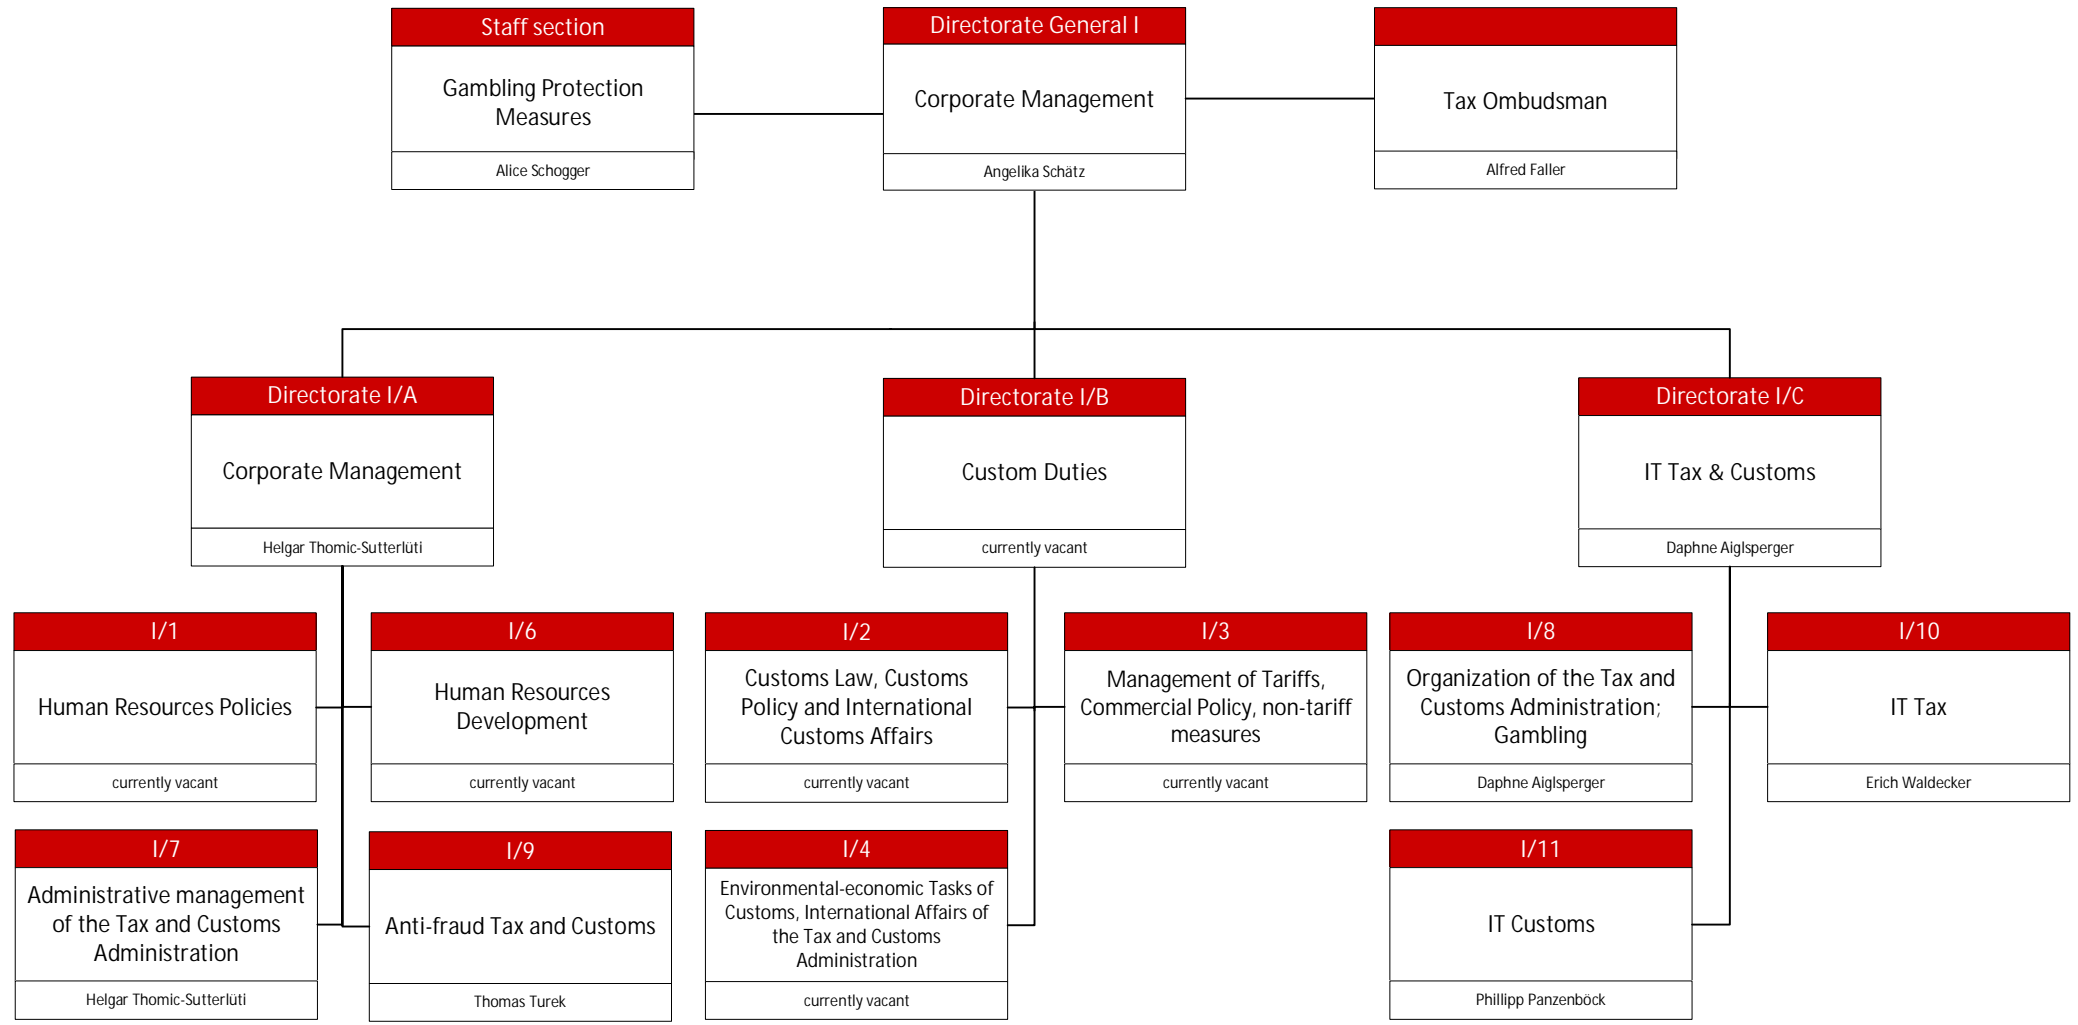 Staff section
Gambling Protection
Measures
Alice Schogger
Directorate General I
Corporate Management
Angelika Schätz
Tax Ombudsman
Alfred Faller
Directorate I/A
Corporate Management
Helgar Thomic-Sutterlüti
Directorate I/B
Custom Duties
currently vacant
Directorate I/C
IT Tax & Customs
Daphne Aiglsperger
I/1
Human Resources Policies
currently vacant
I/6
Human Resources
Development
currently vacant
I/2
Customs Law, Customs
Policy and International
Customs Affairs
currently vacant
I/3
Management of Tariffs,
Commercial Policy, non-tariff
measures
currently vacant
I/8
Organization of the Tax and
Customs Administration;
Gambling
Daphne Aiglsperger
I/10
IT Tax
Erich Waldecker
I/7
Administrative management
of the Tax and Customs
Administration
Helgar Thomic-Sutterlüti
I/9
Anti-fraud Tax and Customs
Thomas Turek
I/4
Environmental-economic Tasks of
Customs, International Affairs of
the Tax and Customs
Administration
currently vacant
I/11
IT Customs
Phillipp Panzenböck